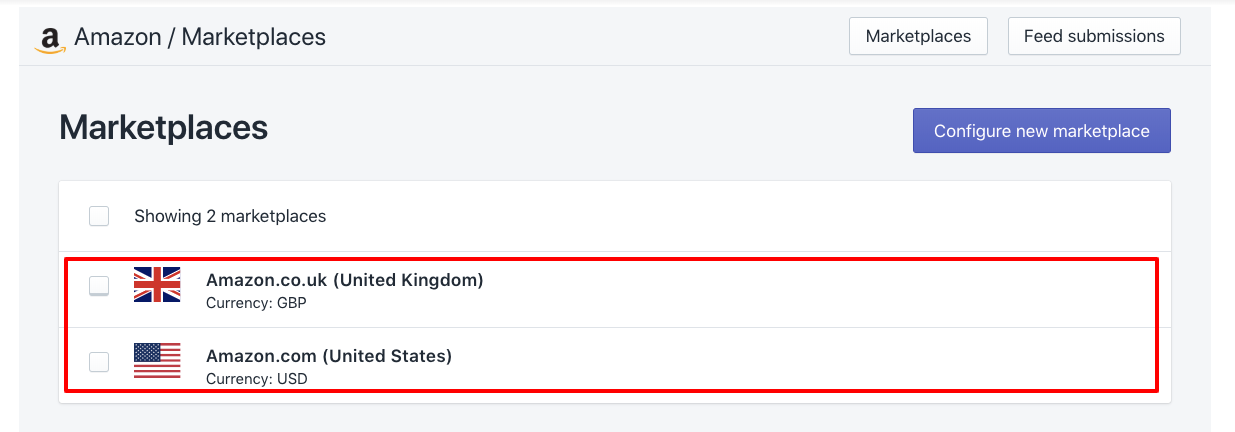 Amazon / Marketplaces
Marketplaces
Feed submissions
Marketplaces
Configure new marketplace
Showing 2 marketplaces
Amazon.co.uk (United Kingdom)
Currency: GBP
Amazon.com (United States)
Currency: USD